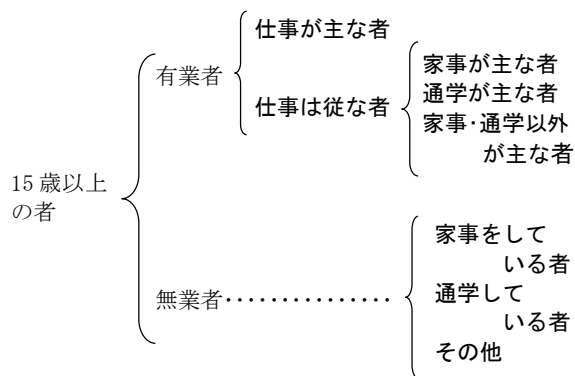 仕事が主な者
有業者
仕事は従な者
家事が主な者
通学が主な者
家事・通学以外
が主な者
15歳以上
の者
無業者・・・・・・・・・・・・・・・
家事をして
いる者
通学して
いる者
その他